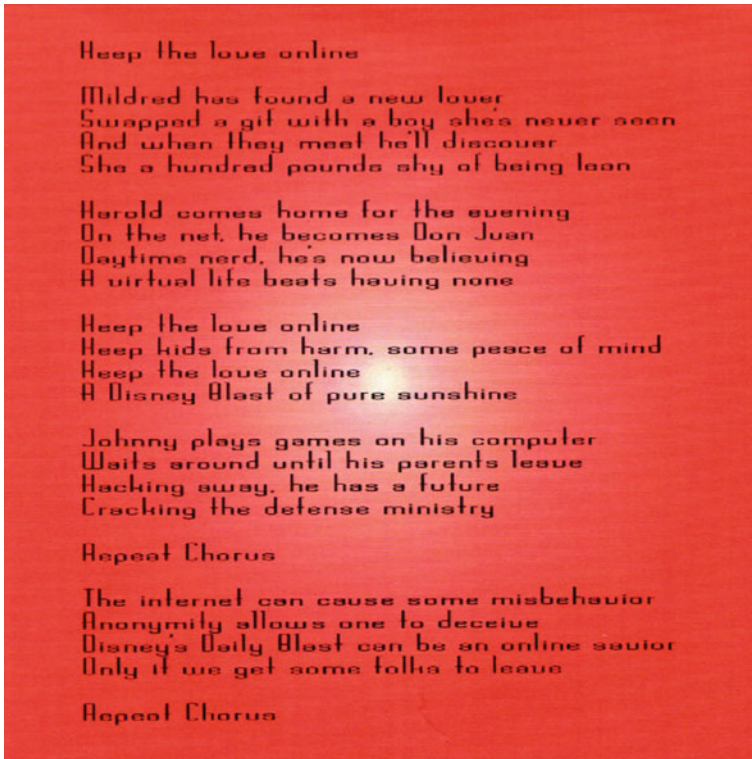 Keep the love online
Mildred has found a new lover
Swapped a gif with a boy she's never seen
And when they meet he'll discover
She a hundred pounds shy of being lean
Harold comes home for the evening
On the net, he becomes Don Juan
Daytime nerd, he's now believing
A virtual life beats having none
Keep the love online
Keep kids from harm, some peace of mind
Keep the love online
A Disney Blast of pure sunshine
Johnny plays games on his computer
Waits around until his parents leave
Hacking away, he has a future
Cracking the defense ministry
Repeat Chorus
The internet can cause some misbehavior
Anonymity allows one to deceive
Disney's Daily Blast can be an online savior
Only if we get some folks to leave
Repeat Chorus